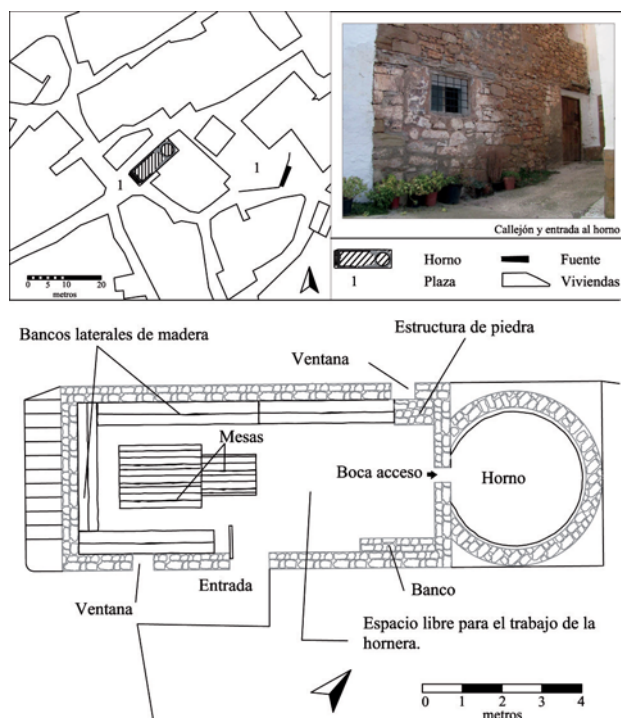 1
1
0
10
20
metros
Callejón y entrada al horno
Horno
Fuente
1
Plaza
Viviendas
Bancos laterales de madera
Estructura de piedra
Ventana
Mesas
Boca acceso
Horno
Entrada
Banco
Ventana
Espacio libre para el trabajo de la
hornera.
0 1 2 3 4
metros